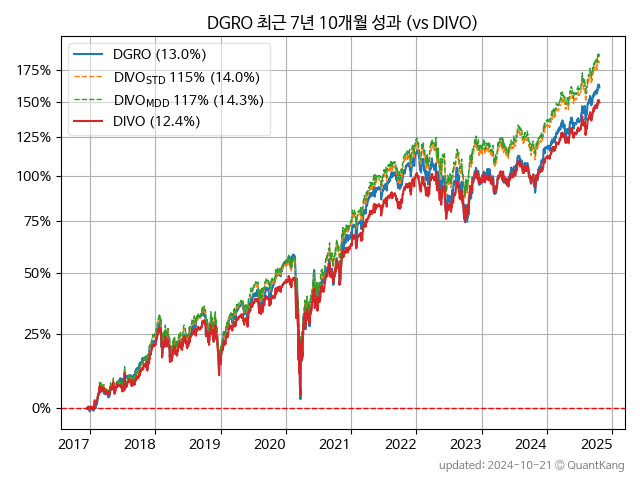 DGRO 최근 7년 10개월 성과 (vs DIVO)
DGRO (13.0%)
DIVO_STD 115% (14.0%)
DIVO_MDD 117% (14.3%)
DIVO (12.4%)
175%
150%
125%
100%
75%
50%
25%
0%
2017 2018 2019 2020 2021 2022 2023 2024 2025
updated: 2024-10-21 © QuantKang